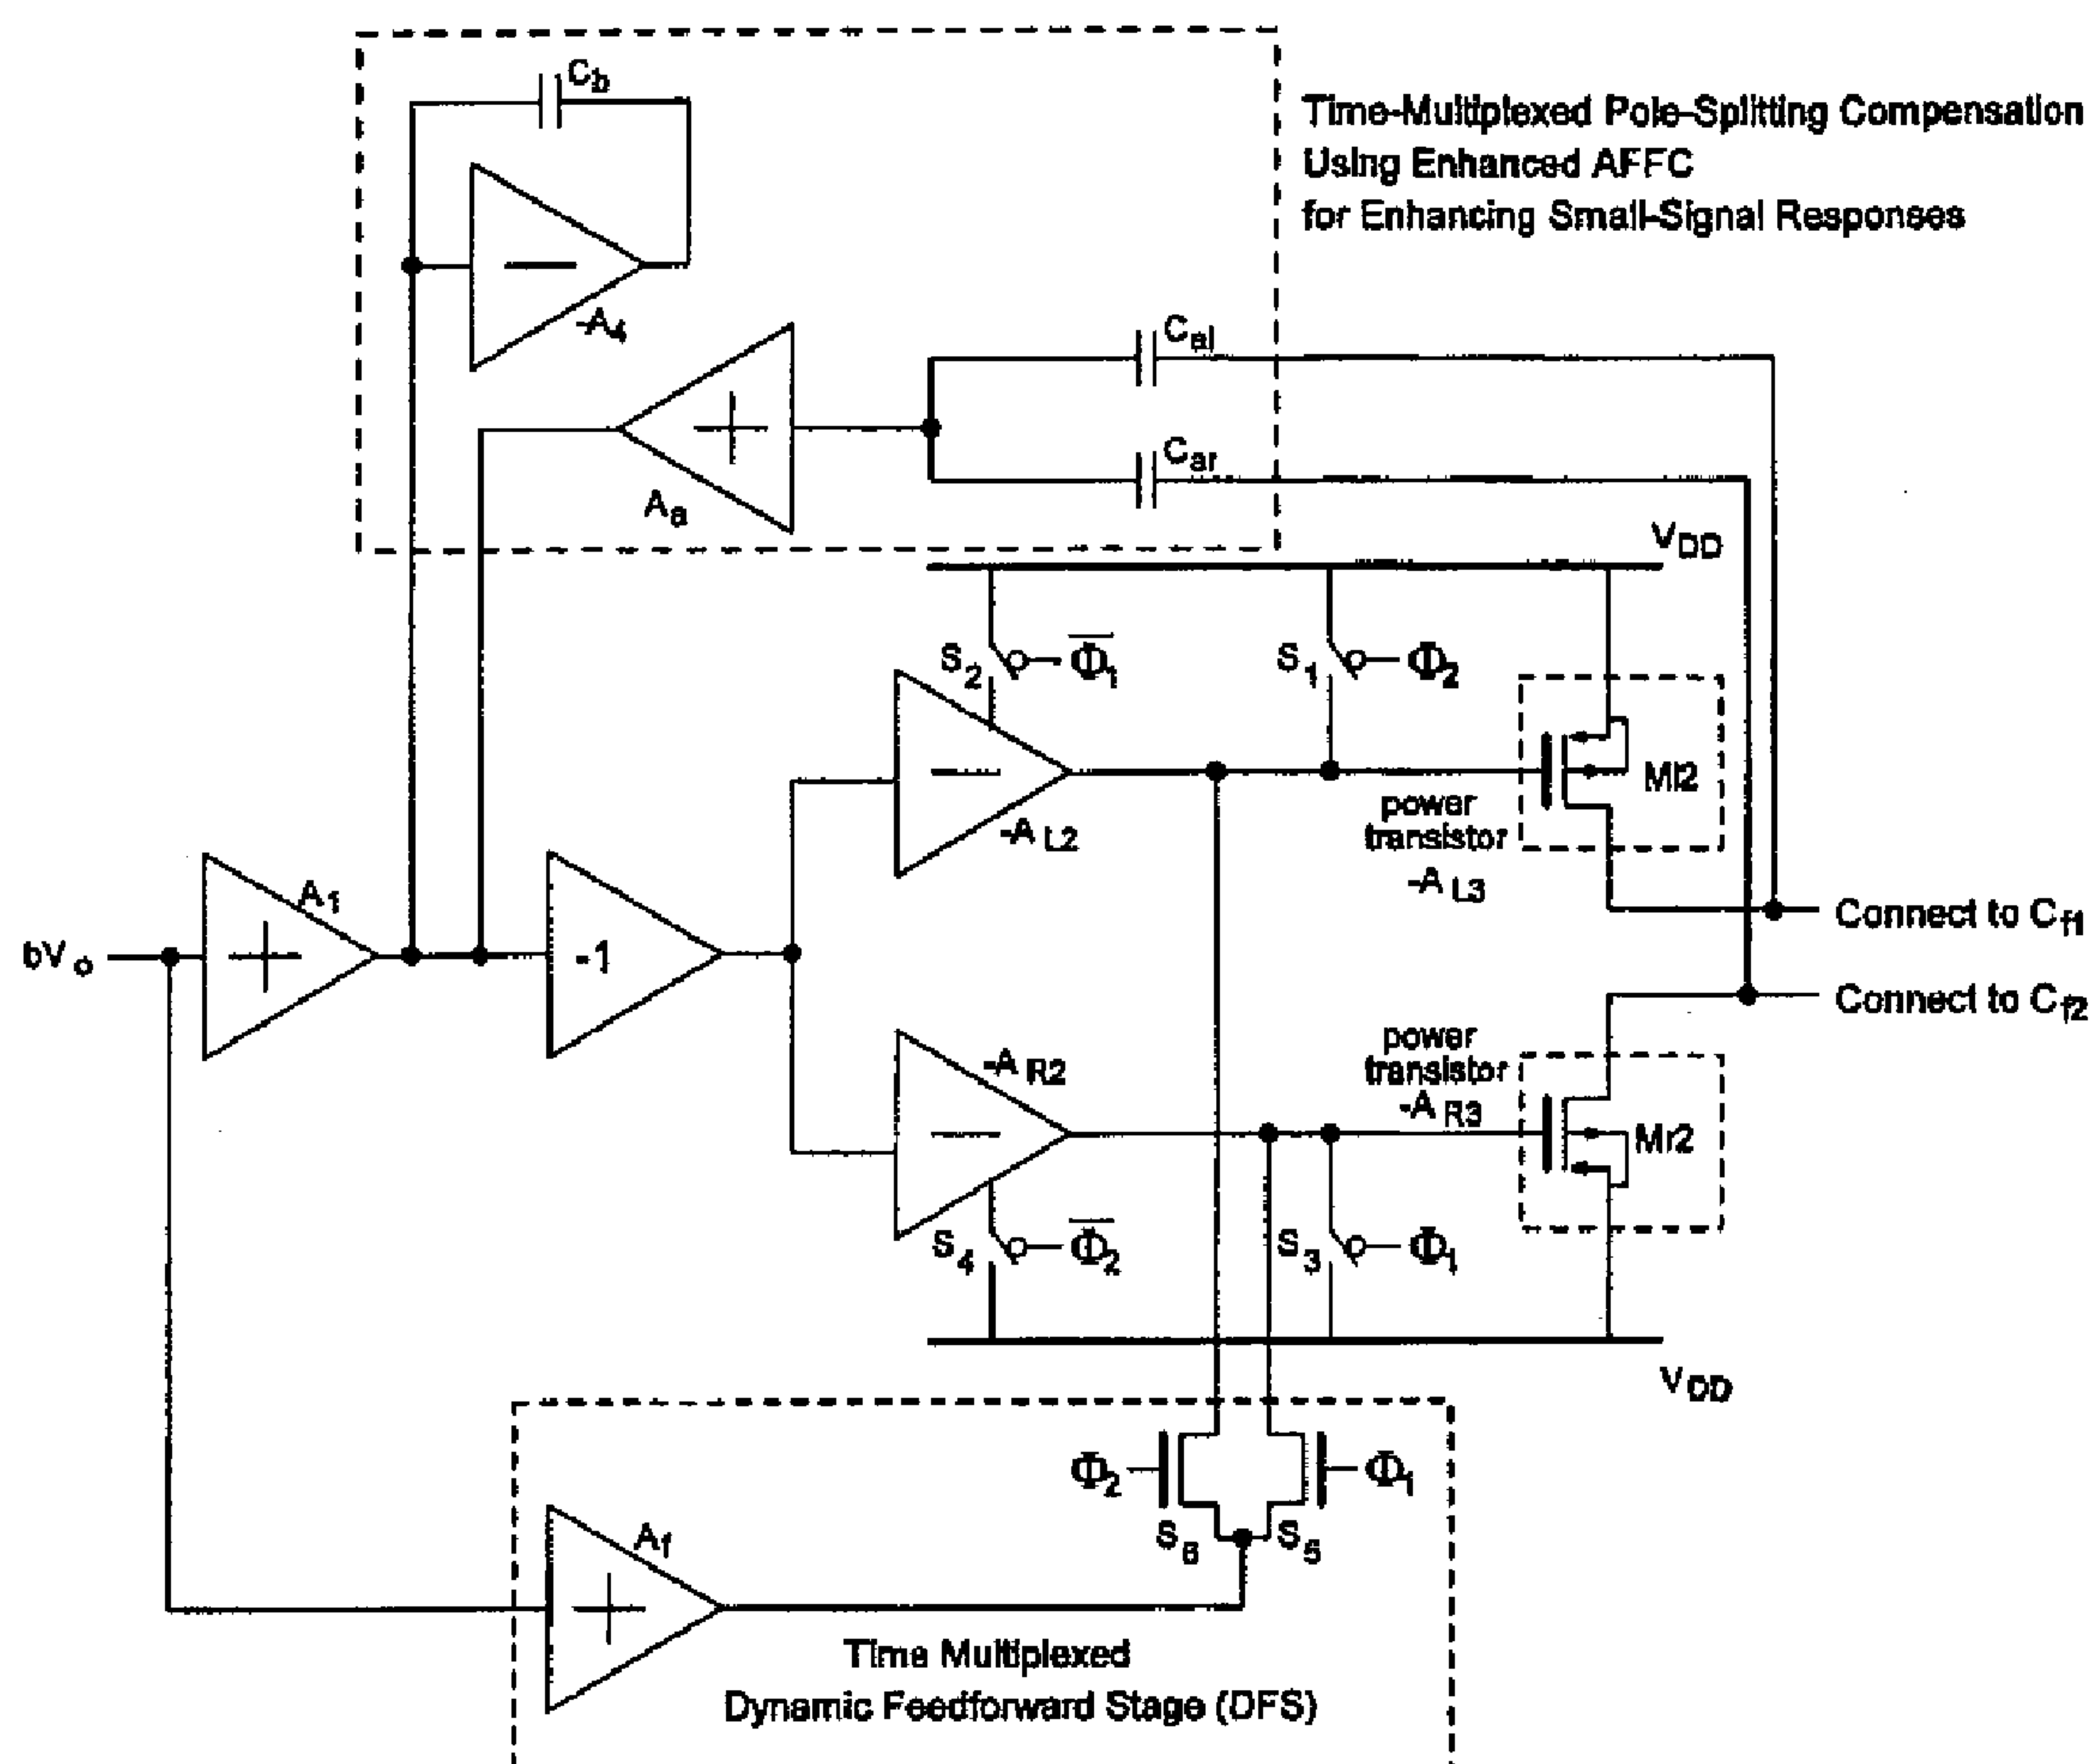 Cb
-A4
Time-Multiplexed Pole-Splitting Compensation
Using Enhanced AFFC
for Enhancing Small-Signal Responses
Cal
Car
Aa
VDD
S2
Φ̅1
S1
Φ2
-AL2
Ml2
power
transistor
-AL3
A1
bVo
-1
Connect to Cf1
Connect to Cf2
-AR2
power
transistor
-AR3
Mr2
S4
Φ̅2
S3
Φ1
VDD
Φ2
Φ1
S6
S5
Af
Time Multiplexed
Dynamic Feedforward Stage (DFS)